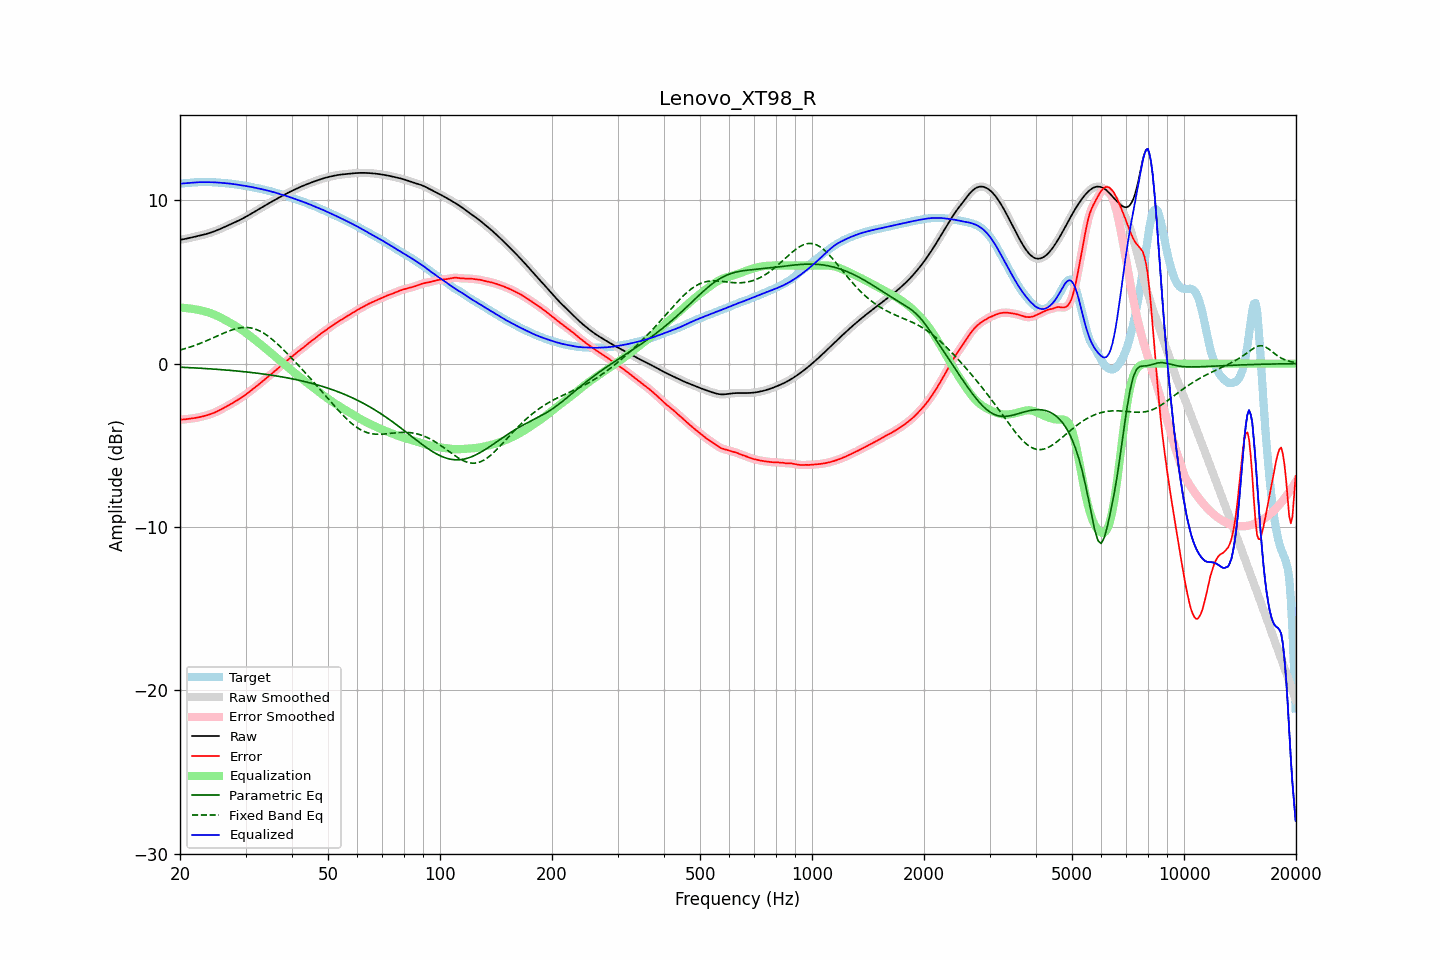 Lenovo_XT98_R
Amplitude (dBr)
10
0
−10
−20
−30
Target
Raw Smoothed
Error Smoothed
Raw
Error
Equalization
Parametric Eq
Fixed Band Eq
Equalized
20 50 100 200 500 1000 2000 5000 10000 20000
Frequency (Hz)